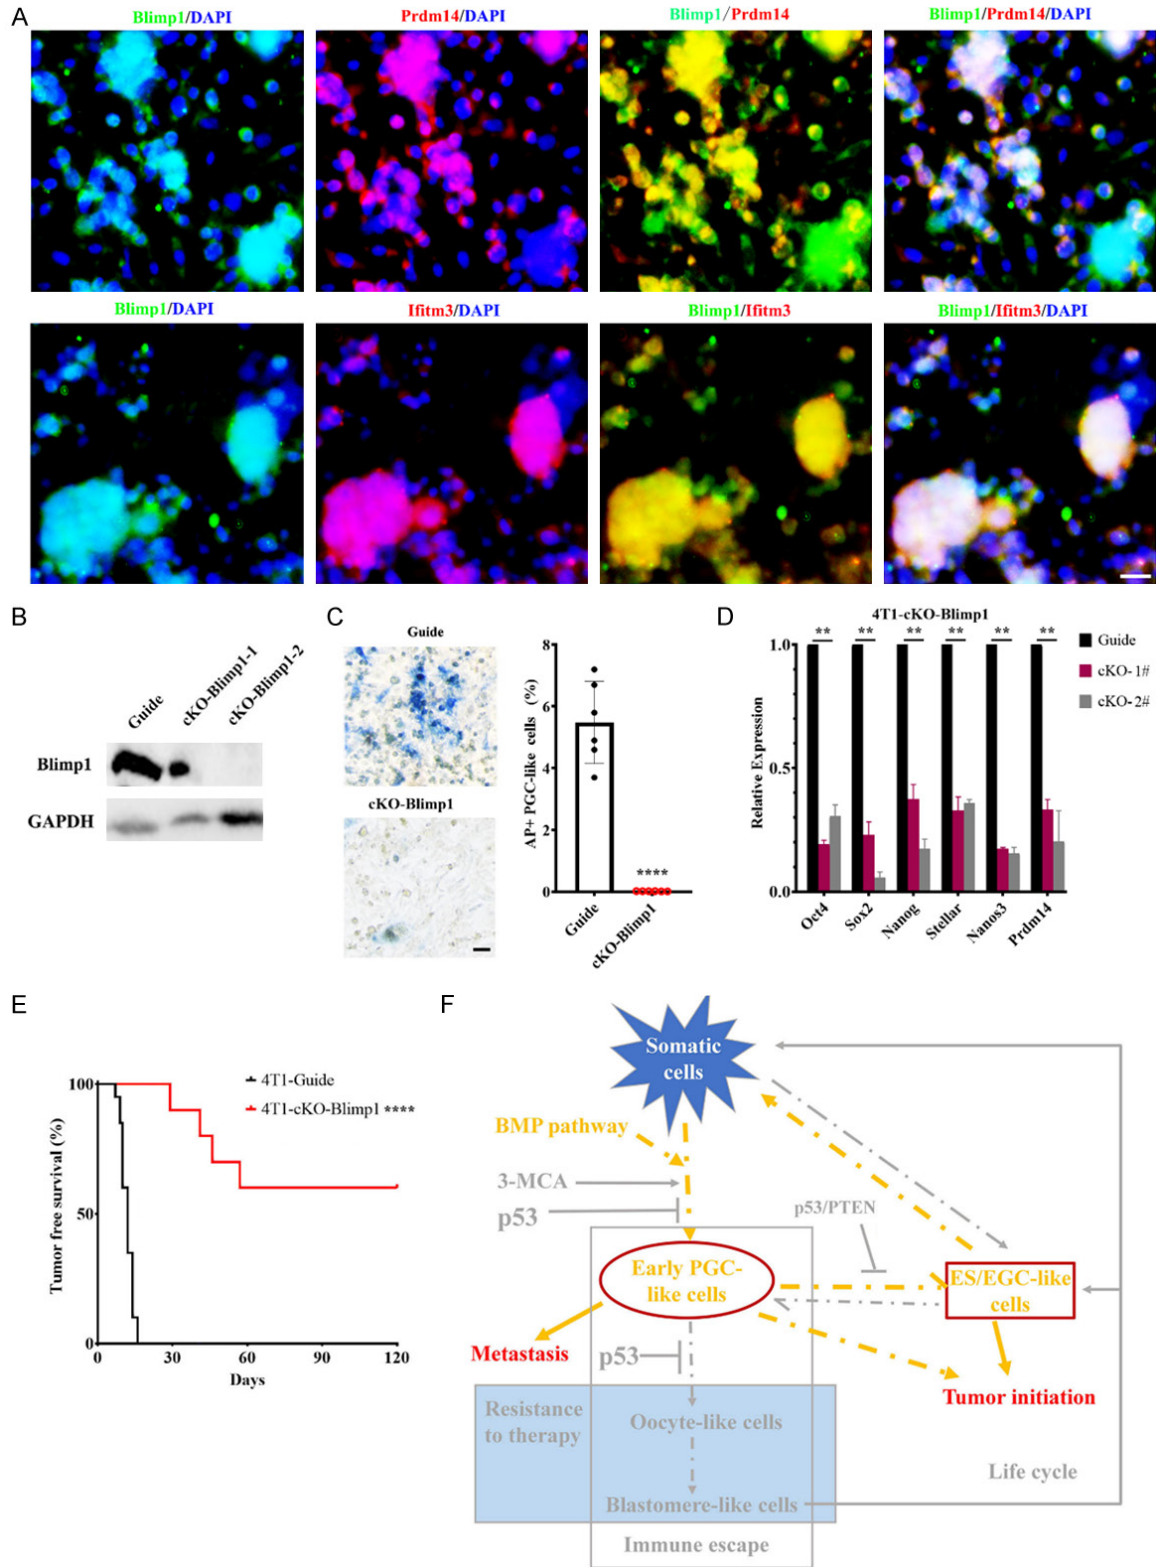 A
Blimp1/DAPI
Prdm14/DAPI
Blimp1/Prdm14
Blimp1/Prdm14/DAPI
Blimp1/DAPI
Ifitm3/DAPI
Blimp1/Ifitm3
Blimp1/Ifitm3/DAPI
B
Guide
cKO-Blimp1-1
cKO-Blimp1-2
Blimp1
GAPDH
C
Guide
cKO-Blimp1
AP+ PGC-like cells (%)
8
6
4
2
0
****
Guide
cKO-Blimp1
D
4T1-cKO-Blimp1
** ** ** ** ** **
Guide
cKO-1#
cKO-2#
Relative Expression
1.0
0.5
0.0
Oct4
Sox2
Nanog
Stellar
Nanos3
Prdm14
E
4T1-Guide
4T1-cKO-Blimp1 ****
Tumor free survival (%)
100
50
0
0 30 60 90 120
Days
F
Somatic
cells
BMP pathway
3-MCA
p53
p53/PTEN
Early PGC-
like cells
ES/EGC-like
cells
Metastasis
p53
Tumor initiation
Resistance
to therapy
Oocyte-like cells
Life cycle
Blastomere-like cells
Immune escape